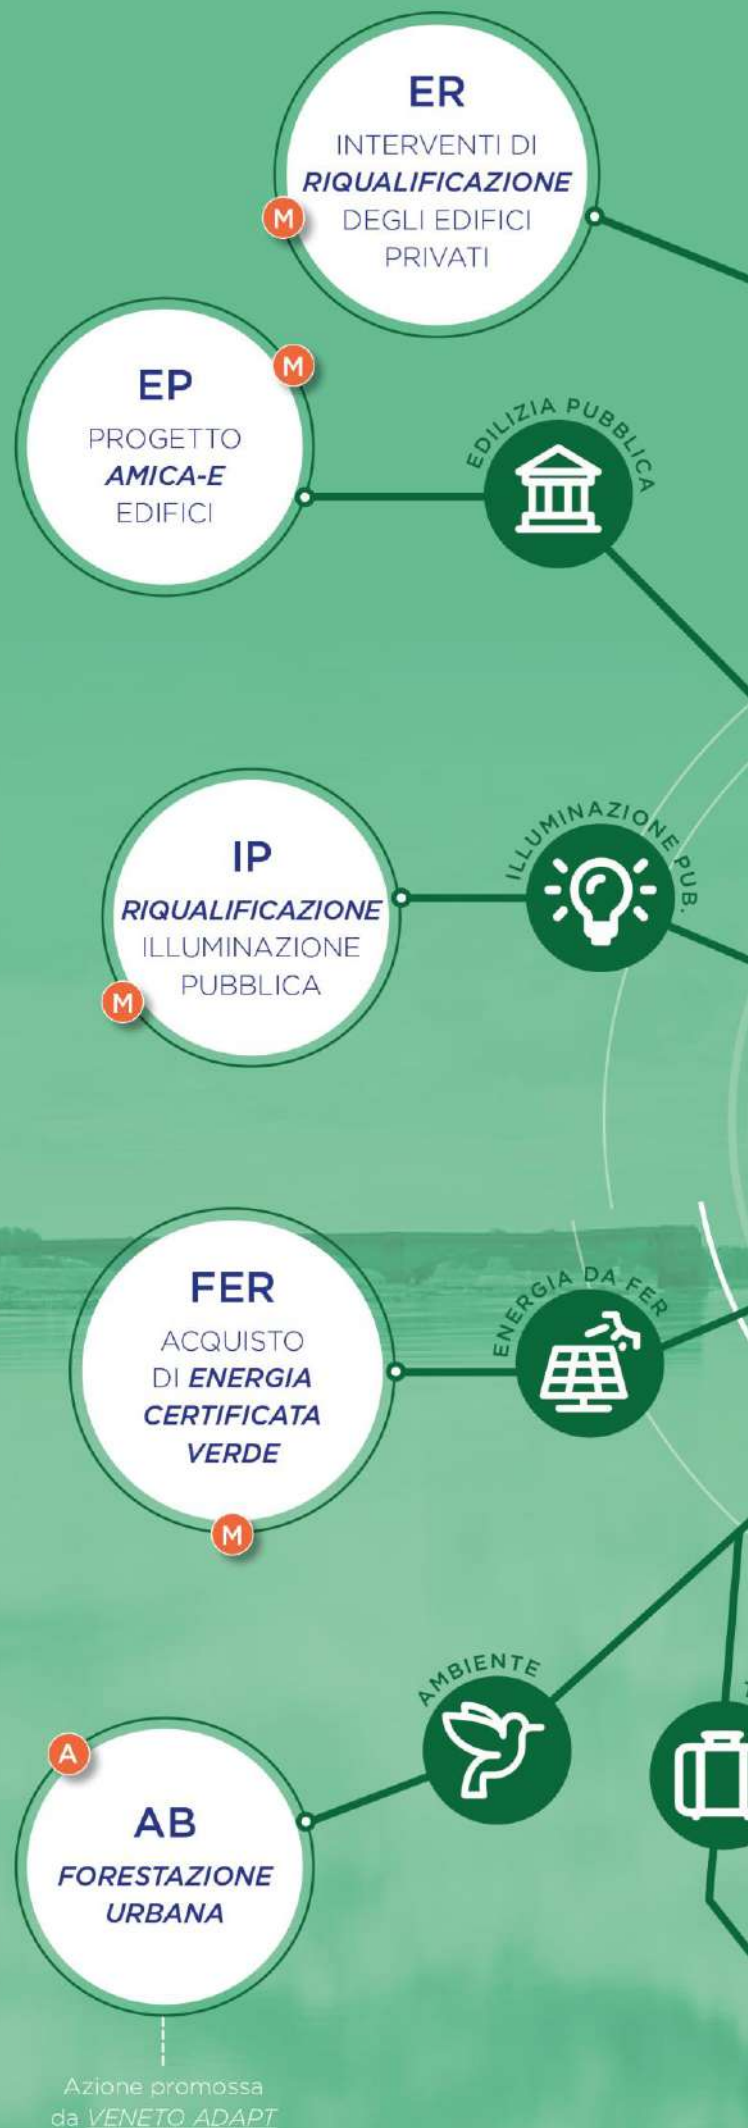 ER
INTERVENTI DI
RIQUALIFICAZIONE
DEGLI EDIFICI
PRIVATI
M
EP
PROGETTO
AMICA-E
EDIFICI
M
EDILIZIA PUBBLICA
IP
RIQUALIFICAZIONE
ILLUMINAZIONE
PUBBLICA
M
ILLUMINAZIONE PUB.
FER
ACQUISTO
DI ENERGIA
CERTIFICATA
VERDE
M
ENERGIA DA FER
AMBIENTE
A
AB
FORESTAZIONE
URBANA
Azione promossa
da VENETO ADAPT